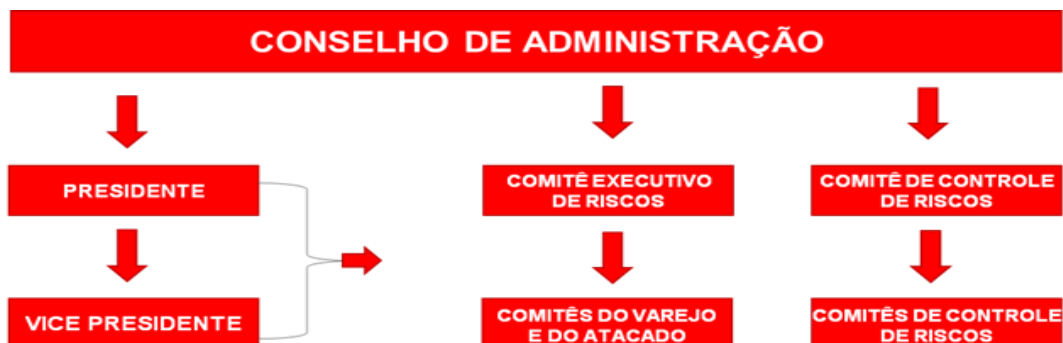 CONSELHO DE ADMINISTRAÇÃO
PRESIDENTE
COMITÊ EXECUTIVO
DE RISCOS
COMITÊ DE CONTROLE
DE RISCOS
VICE PRESIDENTE
COMITÊS DO VAREJO
E DO ATACADO
COMITÊS DE CONTROLE
DE RISCOS